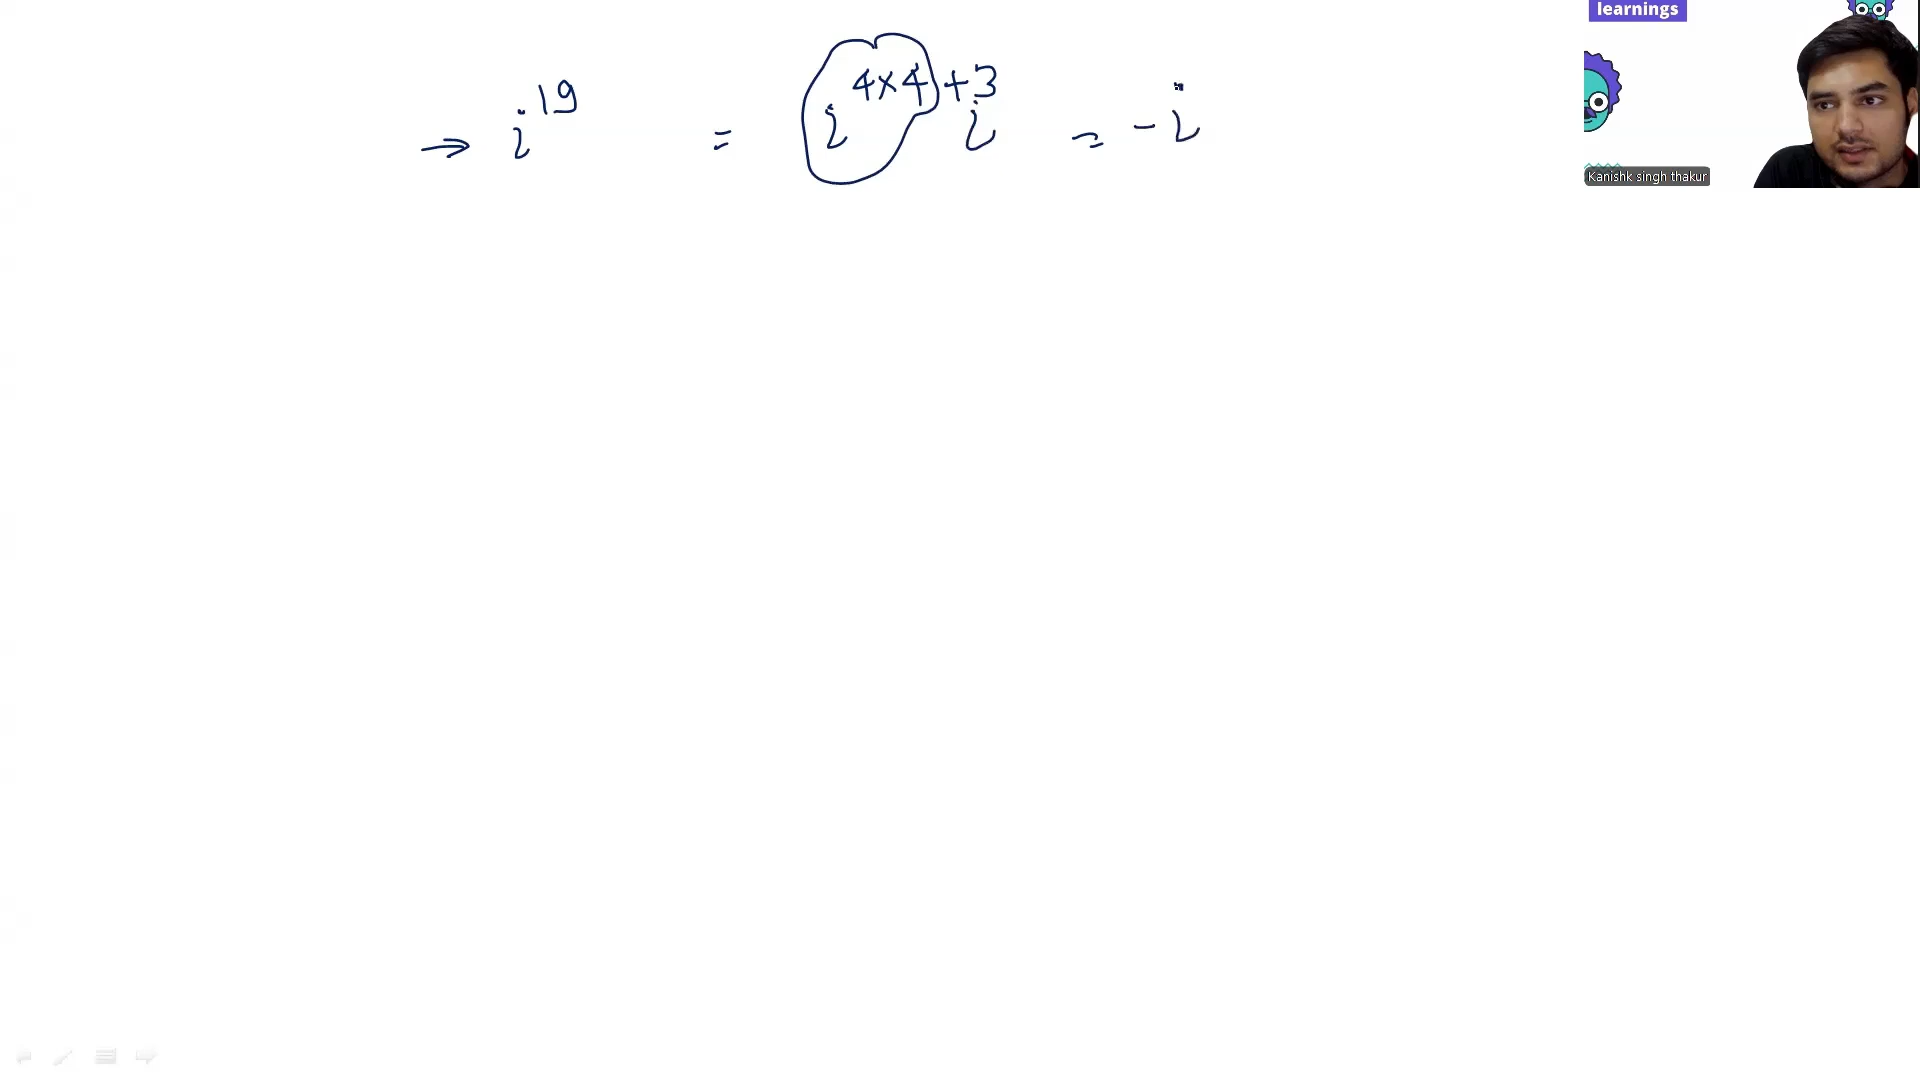 learnings
→ i^19 = i^4×4 + i^3 = -i
Kanishk singh thakur